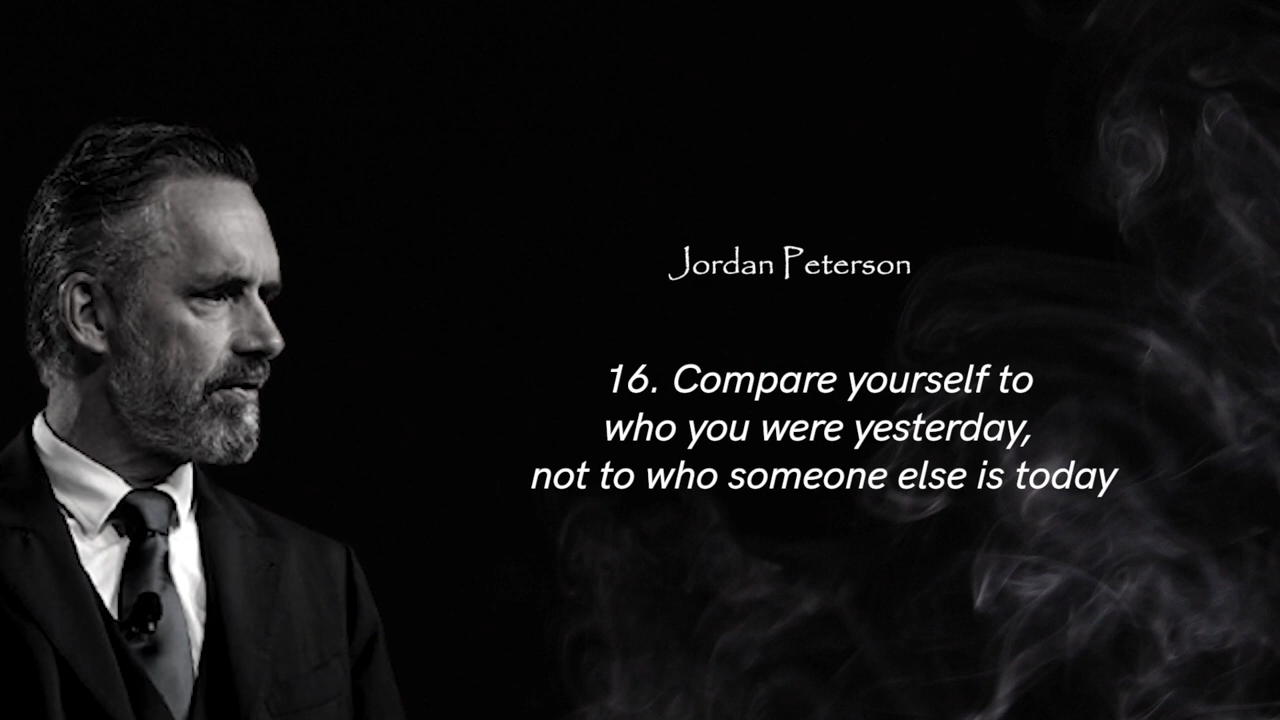 Jordan Peterson
16. Compare yourself to
who you were yesterday,
not to who someone else is today